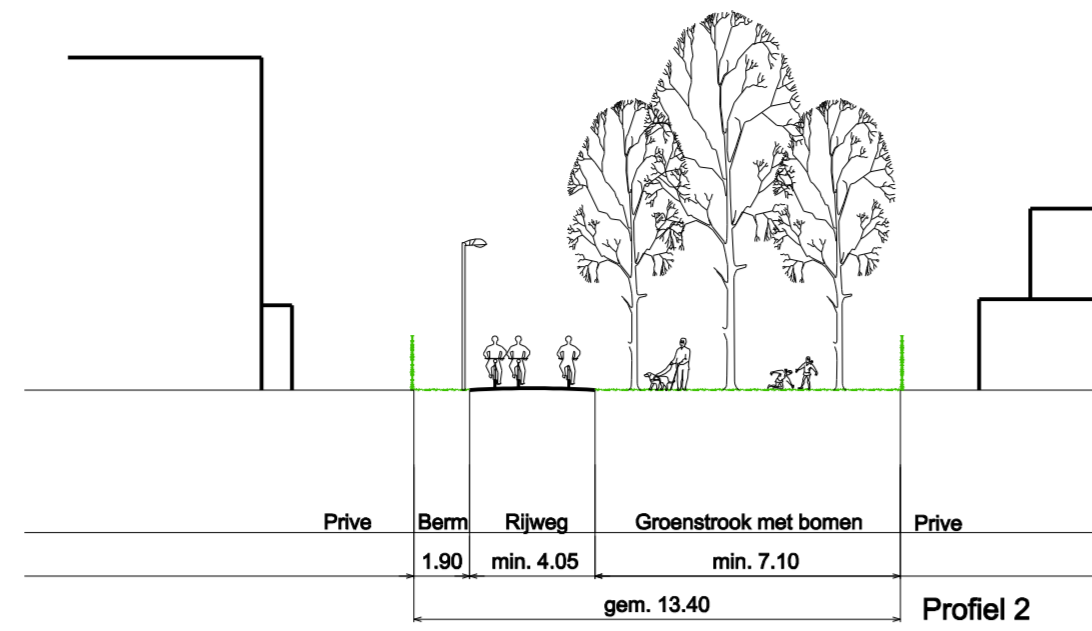 Prive Berm Rijweg Groenstrook met bomen Prive
1.90 min. 4.05 min. 7.10
gem. 13.40
Profiel 2